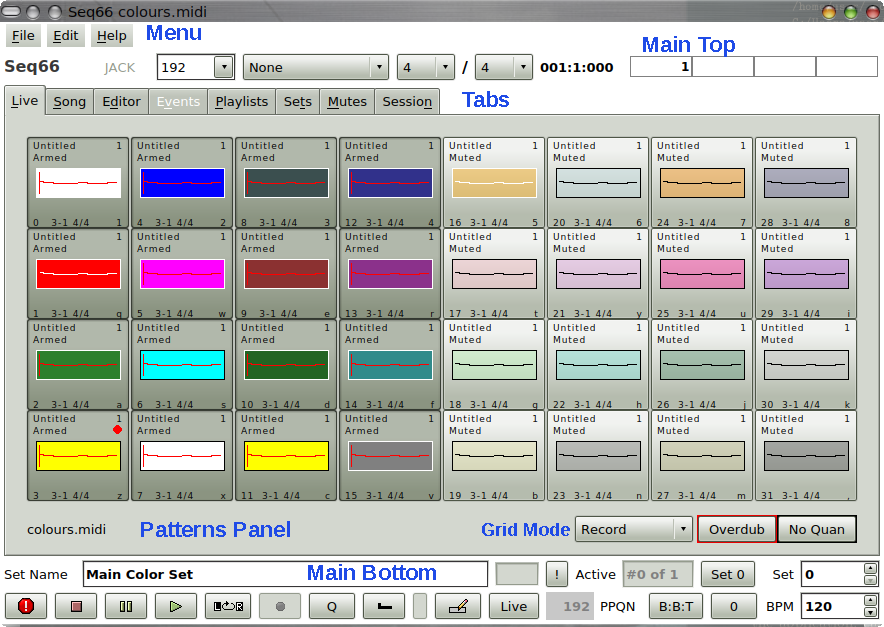 Seq66 colours.midi
File Edit Help Menu
Main Top
Seq66 JACK 192 None 4 / 4 001:1:000 1
Live Song Editor Events Playlists Sets Mutes Session Tabs
Untitled 1 Untitled 1 Untitled 1 Untitled 1 Untitled 1 Untitled 1 Untitled 1 Untitled 1
Armed Armed Armed Armed Muted Muted Muted Muted
0 3-1 4/4 1 4 3-1 4/4 2 8 3-1 4/4 3 12 3-1 4/4 4 16 3-1 4/4 5 20 3-1 4/4 6 24 3-1 4/4 7 28 3-1 4/4 8
Untitled 1 Untitled 1 Untitled 1 Untitled 1 Untitled 1 Untitled 1 Untitled 1 Untitled 1
Armed Armed Armed Armed Muted Muted Muted Muted
1 3-1 4/4 q 5 3-1 4/4 w 9 3-1 4/4 e 13 3-1 4/4 r 17 3-1 4/4 t 21 3-1 4/4 y 25 3-1 4/4 u 29 3-1 4/4 i
Untitled 1 Untitled 1 Untitled 1 Untitled 1 Untitled 1 Untitled 1 Untitled 1 Untitled 1
Armed Armed Armed Armed Muted Muted Muted Muted
2 3-1 4/4 a 6 3-1 4/4 s 10 3-1 4/4 d 14 3-1 4/4 f 18 3-1 4/4 g 22 3-1 4/4 h 26 3-1 4/4 j 30 3-1 4/4 k
Untitled 1 Untitled 1 Untitled 1 Untitled 1 Untitled 1 Untitled 1 Untitled 1 Untitled 1
Armed Armed Armed Armed Muted Muted Muted Muted
3 3-1 4/4 z 7 3-1 4/4 x 11 3-1 4/4 c 15 3-1 4/4 v 19 3-1 4/4 b 23 3-1 4/4 n 27 3-1 4/4 m 31 3-1 4/4 ,
colours.midi Patterns Panel Grid Mode Record Overdub No Quan
Set Name Main Color Set Main Bottom ! Active #0 of 1 Set 0 Set 0
L R Q Live 192 PPQN B:B:T 0 BPM 120